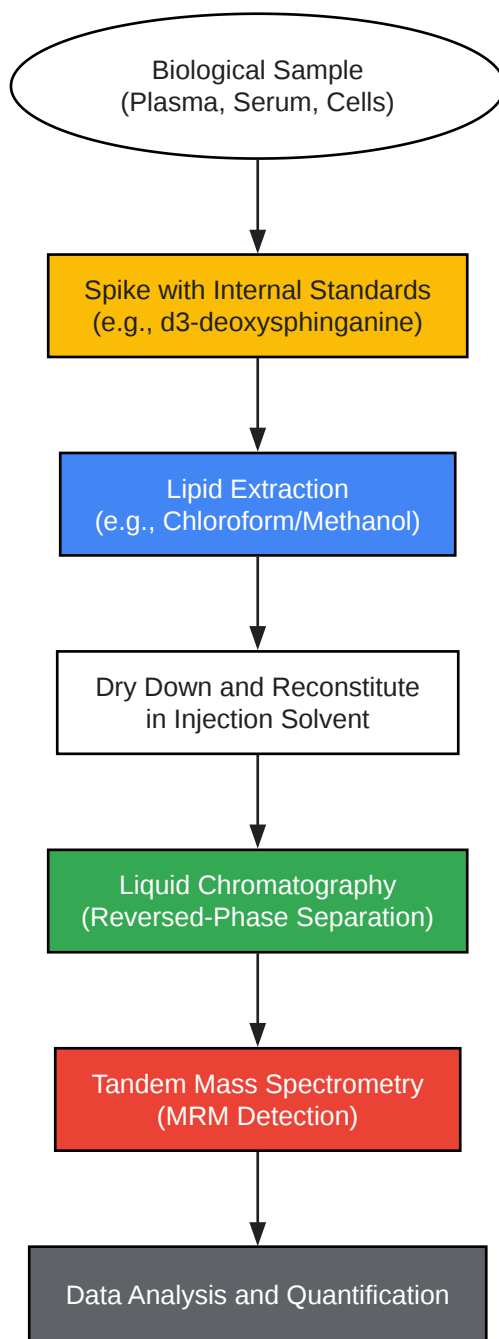 Biological Sample
(Plasma, Serum, Cells)
Spike with Internal Standards
(e.g., d3-deoxysphinganine)
Lipid Extraction
(e.g., Chloroform/Methanol)
Dry Down and Reconstitute
in Injection Solvent
Liquid Chromatography
(Reversed-Phase Separation)
Tandem Mass Spectrometry
(MRM Detection)
Data Analysis and Quantification